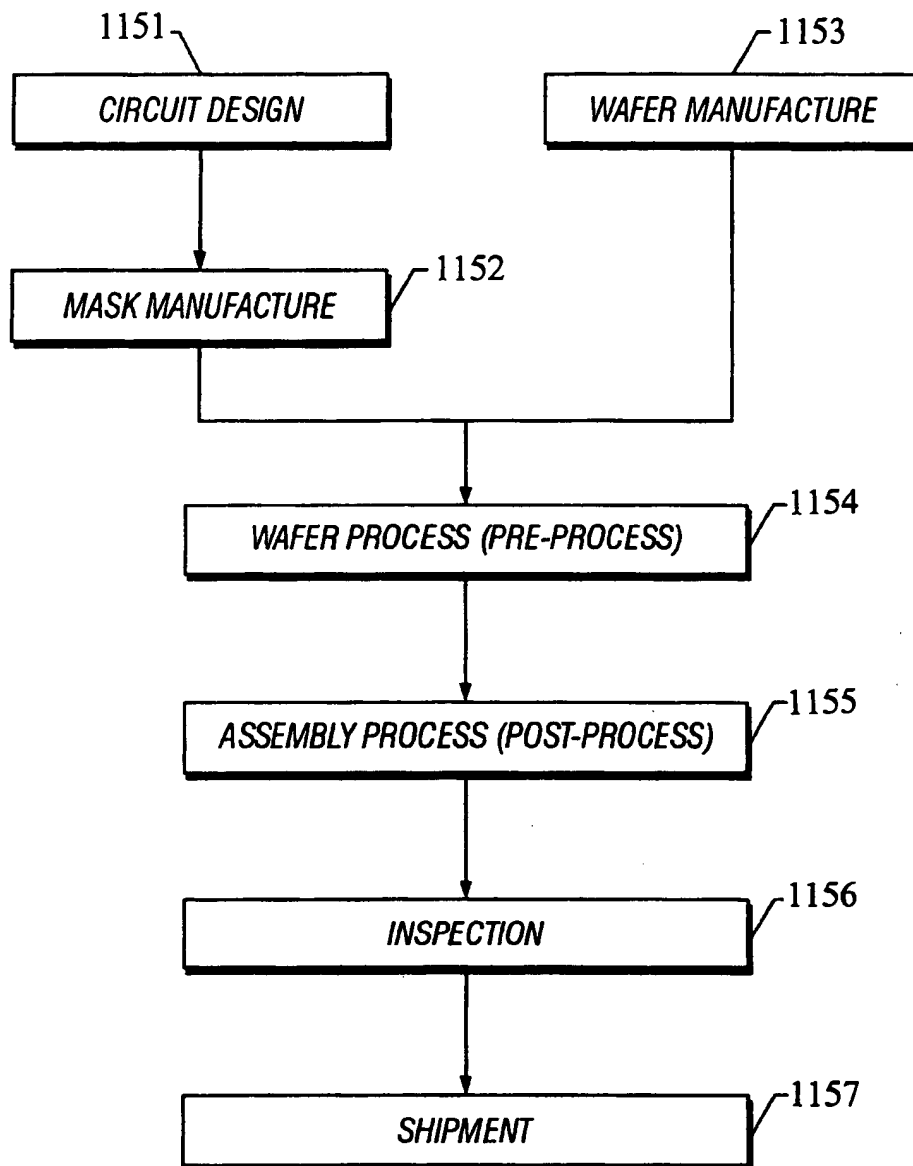 1151
1153
CIRCUIT DESIGN
WAFER MANUFACTURE
1152
MASK MANUFACTURE
1154
WAFER PROCESS (PRE-PROCESS)
1155
ASSEMBLY PROCESS (POST-PROCESS)
1156
INSPECTION
1157
SHIPMENT